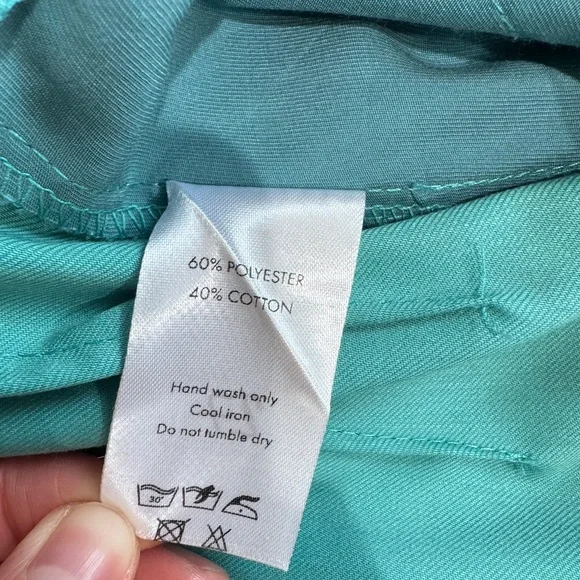 60% POLYESTER
40% COTTON
Hand wash only
Cool iron
Do not tumble dry
30°